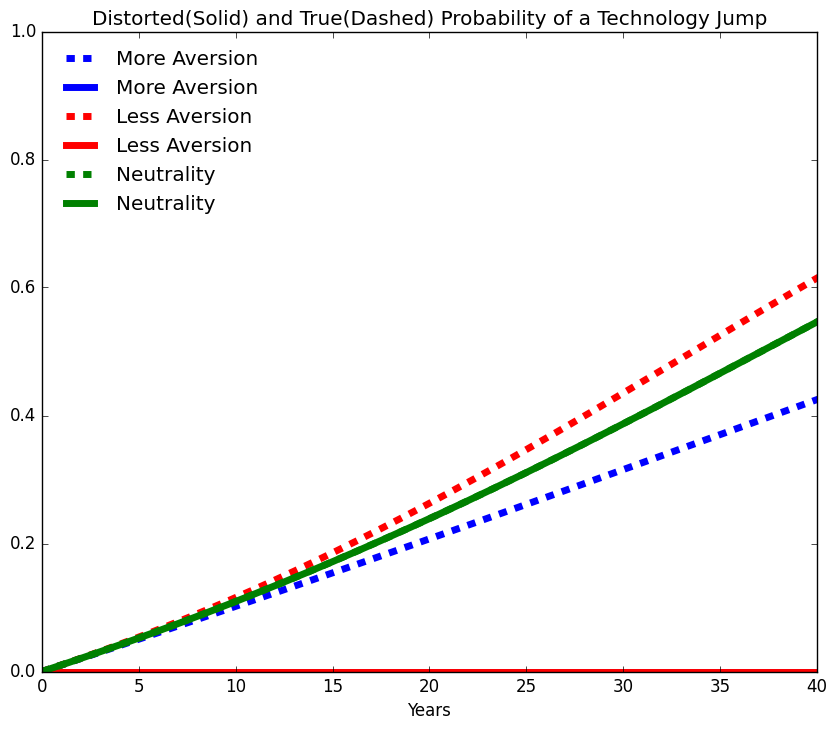 Distorted(Solid) and True(Dashed) Probability of a Technology Jump
1.0
More Aversion
More Aversion
Less Aversion
Less Aversion
Neutrality
Neutrality
0.8
0.6
0.4
0.2
0.0
0 5 10 15 20 25 30 35 40
Years